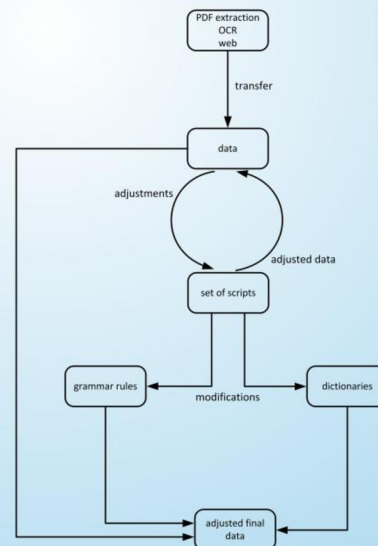 PDF extraction
OCR
web
transfer
data
adjustments
adjusted data
set of scripts
grammar rules
modifications
dictionaries
adjusted final
data